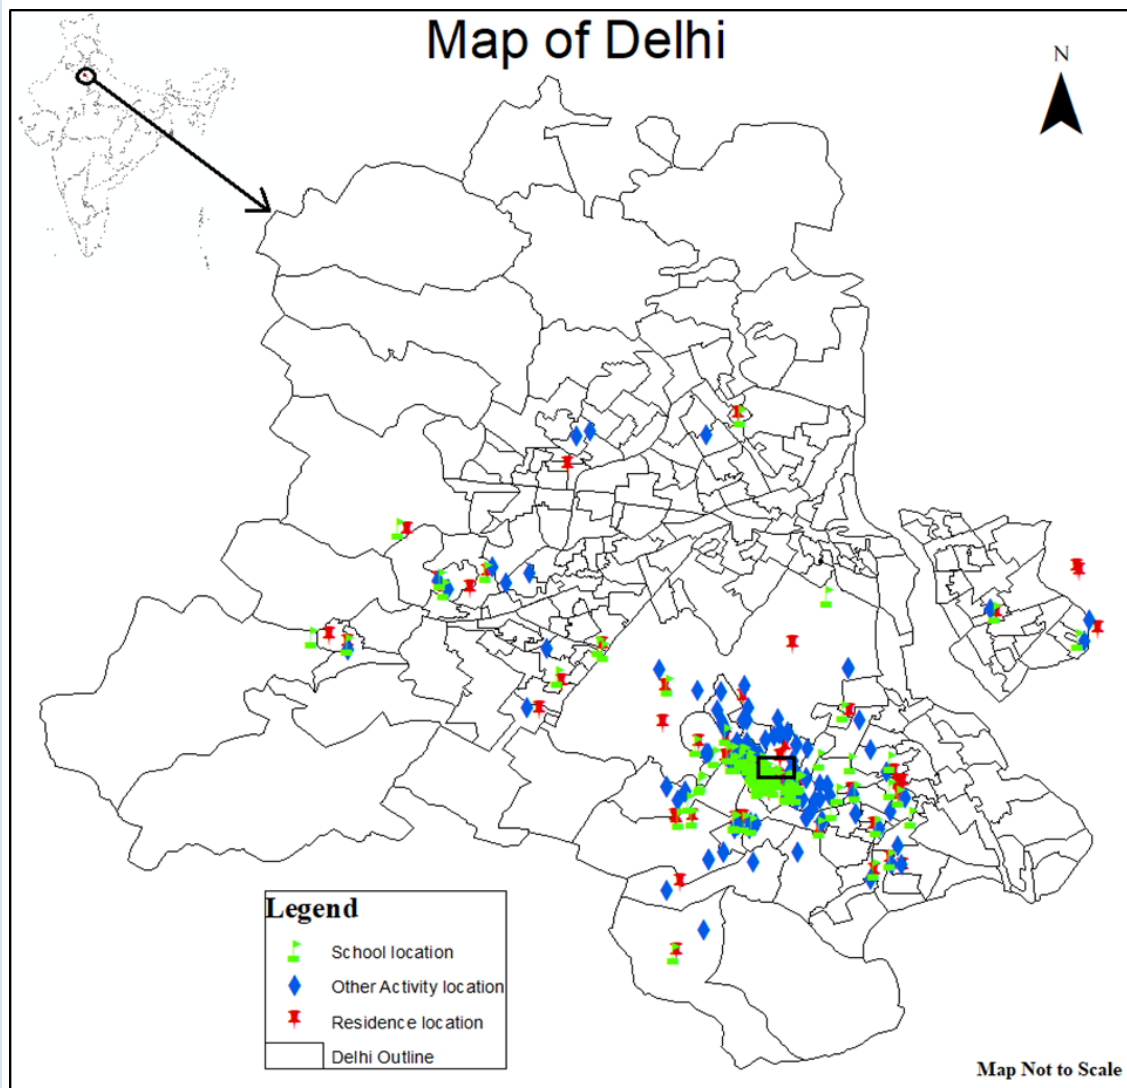 Map of Delhi
N
Legend
School location
Other Activity location
Residence location
Delhi Outline
Map Not to Scale